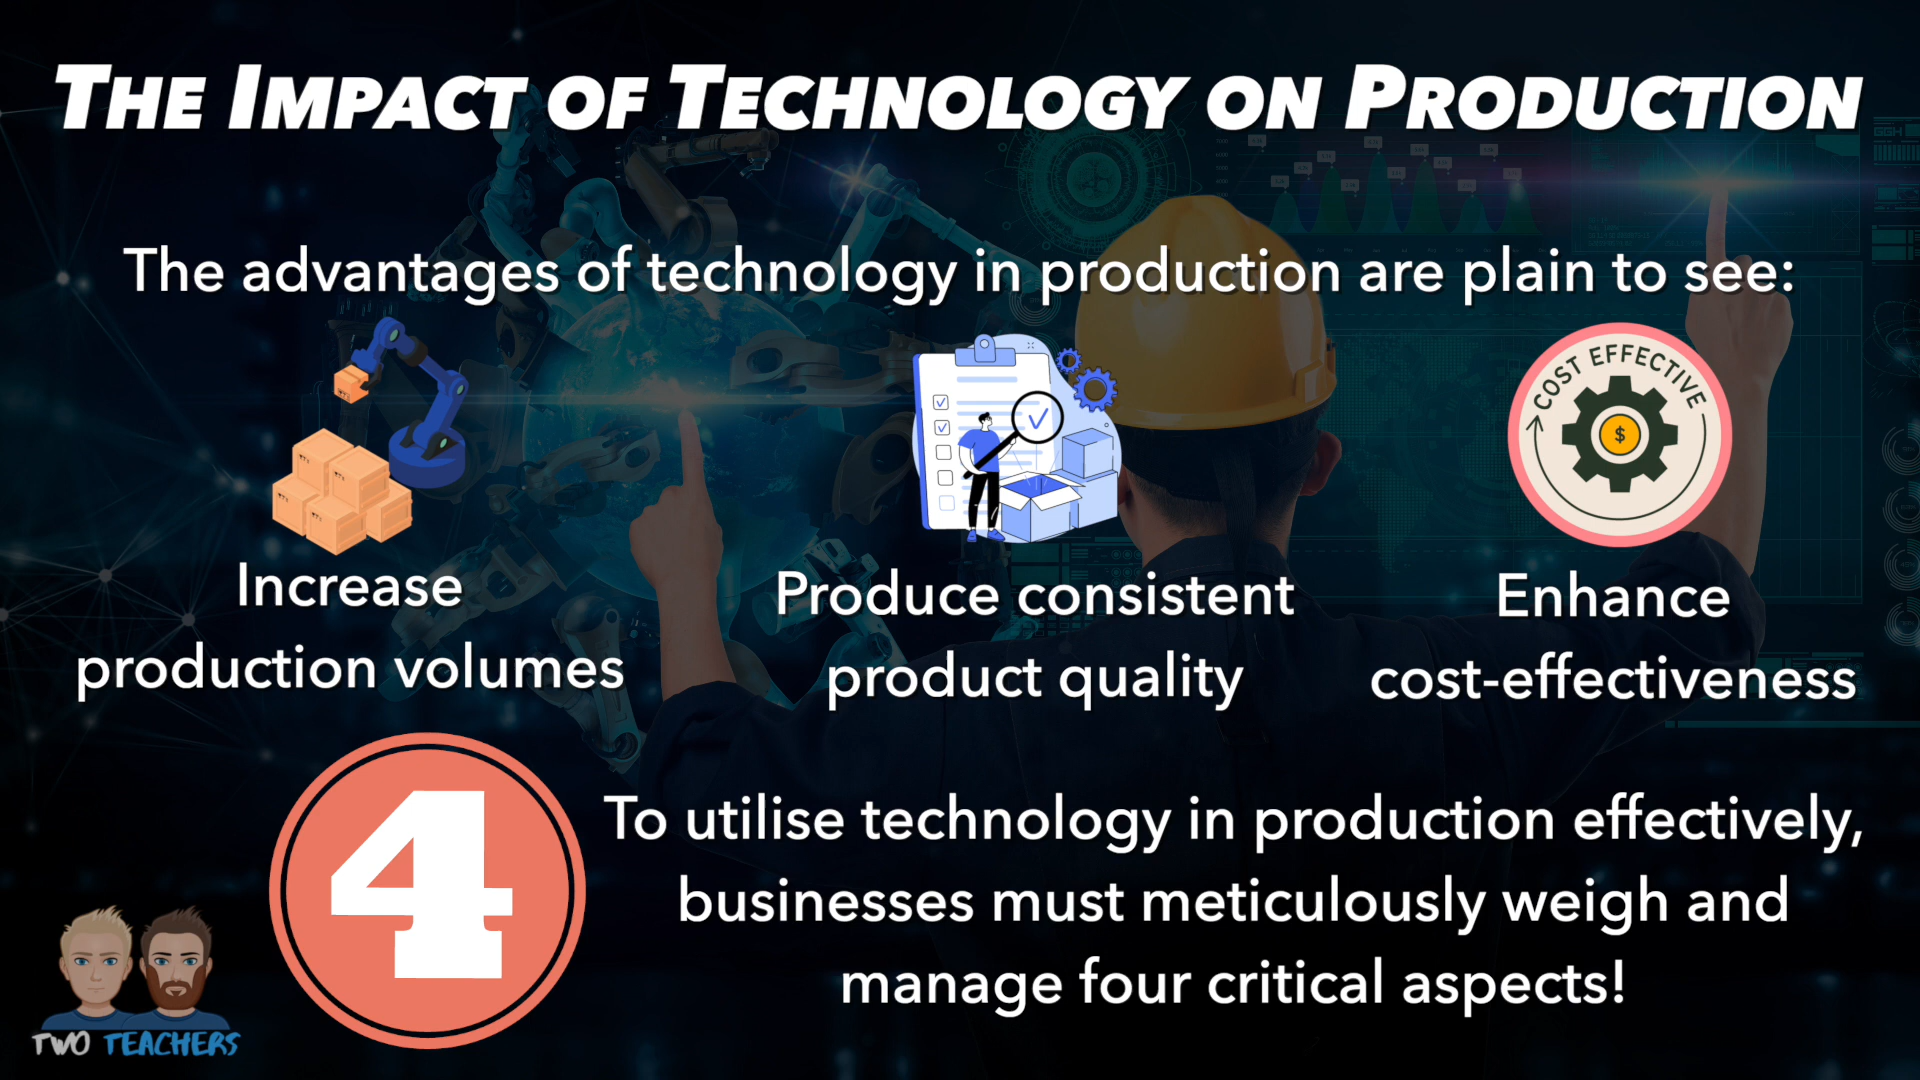 THE IMPACT OF TECHNOLOGY ON PRODUCTION
The advantages of technology in production are plain to see:
COST EFFECTIVE
$
Increase
production volumes
Produce consistent
product quality
Enhance
cost-effectiveness
4
To utilise technology in production effectively,
businesses must meticulously weigh and
manage four critical aspects!
TWO TEACHERS